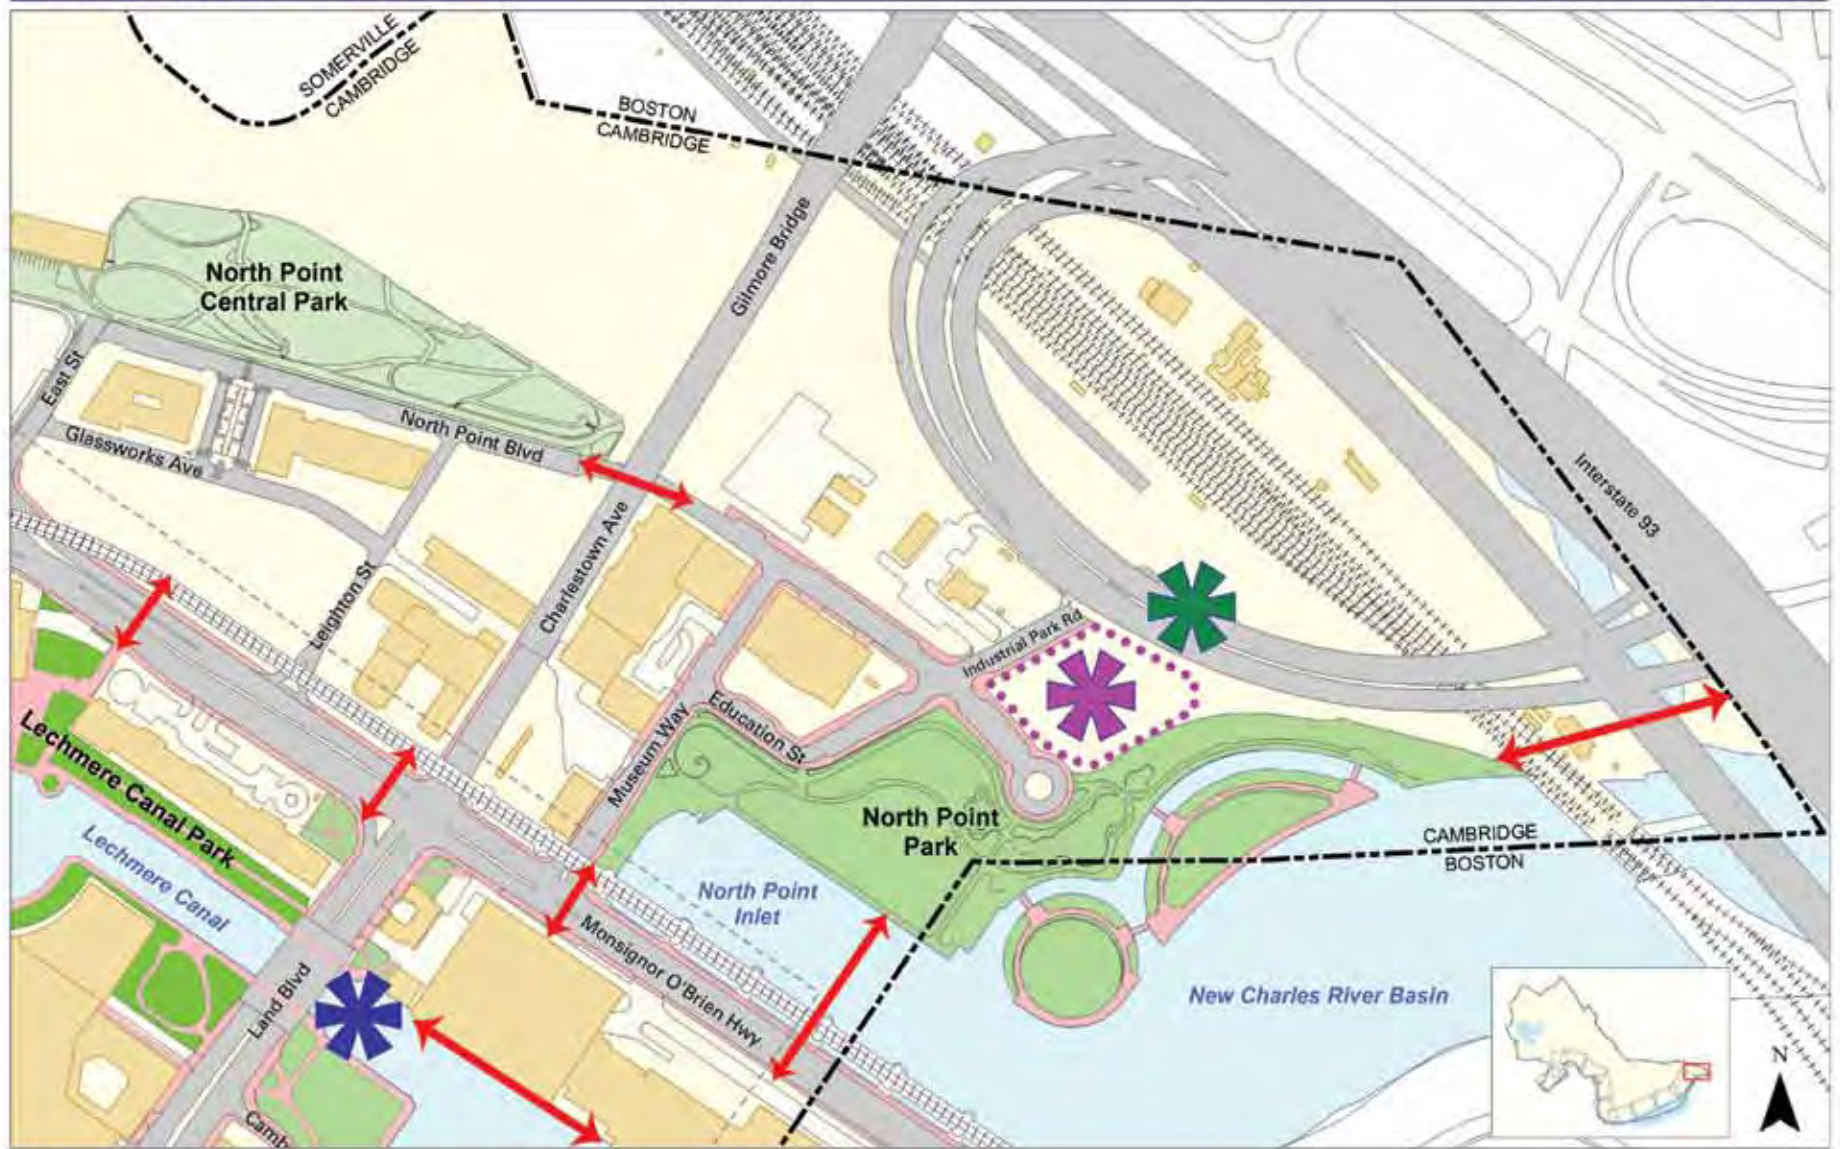 SOMERVILLE
CAMBRIDGE
BOSTON
CAMBRIDGE
Gilmore Bridge
North Point
Central Park
East St
North Point Blvd
Glassworks Ave
Interstate 93
Charlestown Ave
Leighton St
Industrial Park Rd
Museum Way
Education St
Lechmere Canal Park
Lechmere Canal
North Point
Park
CAMBRIDGE
BOSTON
North Point
Inlet
Monsignor O'Brien Hwy
Land Blvd
New Charles River Basin
N
Camb